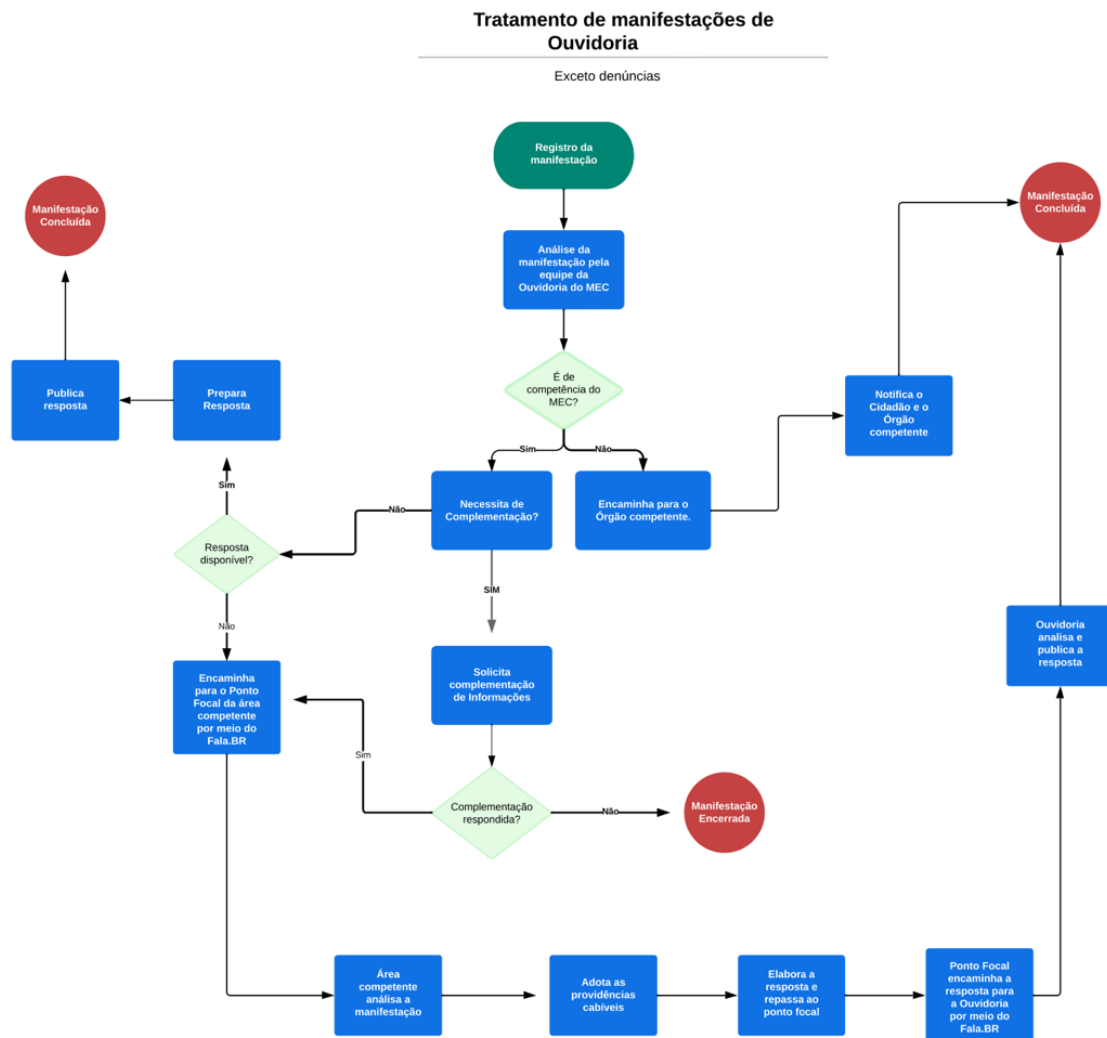 Tratamento de manifestações de
Ouvidoria
Exceto denúncias
Registro da
manifestação
Manifestação
Concluída
Manifestação
Concluída
Análise da
manifestação pela
equipe da
Ouvidoria do MEC
É de
competência do
MEC?
Publica
resposta
Prepara
Resposta
Notifica o
Cidadão e o
Órgão
competente
Sim
Não
Sim
Não
Necessita de
Complementação?
Encaminha para o
Órgão competente.
Resposta
disponível?
SIM
Não
Ouvidoria
analisa e
publica a
resposta
Encaminha
para o Ponto
Focal da área
competente
por meio do
Fala.BR
Solicita
complementação
de Informações
Sim
Complementação
respondida?
Não
Manifestação
Encerrada
Área
competente
análisa a
manifestação
Adota as
providências
cabíveis
Elabora a
resposta e
repassa ao
ponto focal
Ponto Focal
encaminha a
resposta para
a Ouvidoria
por meio do
Fala.BR